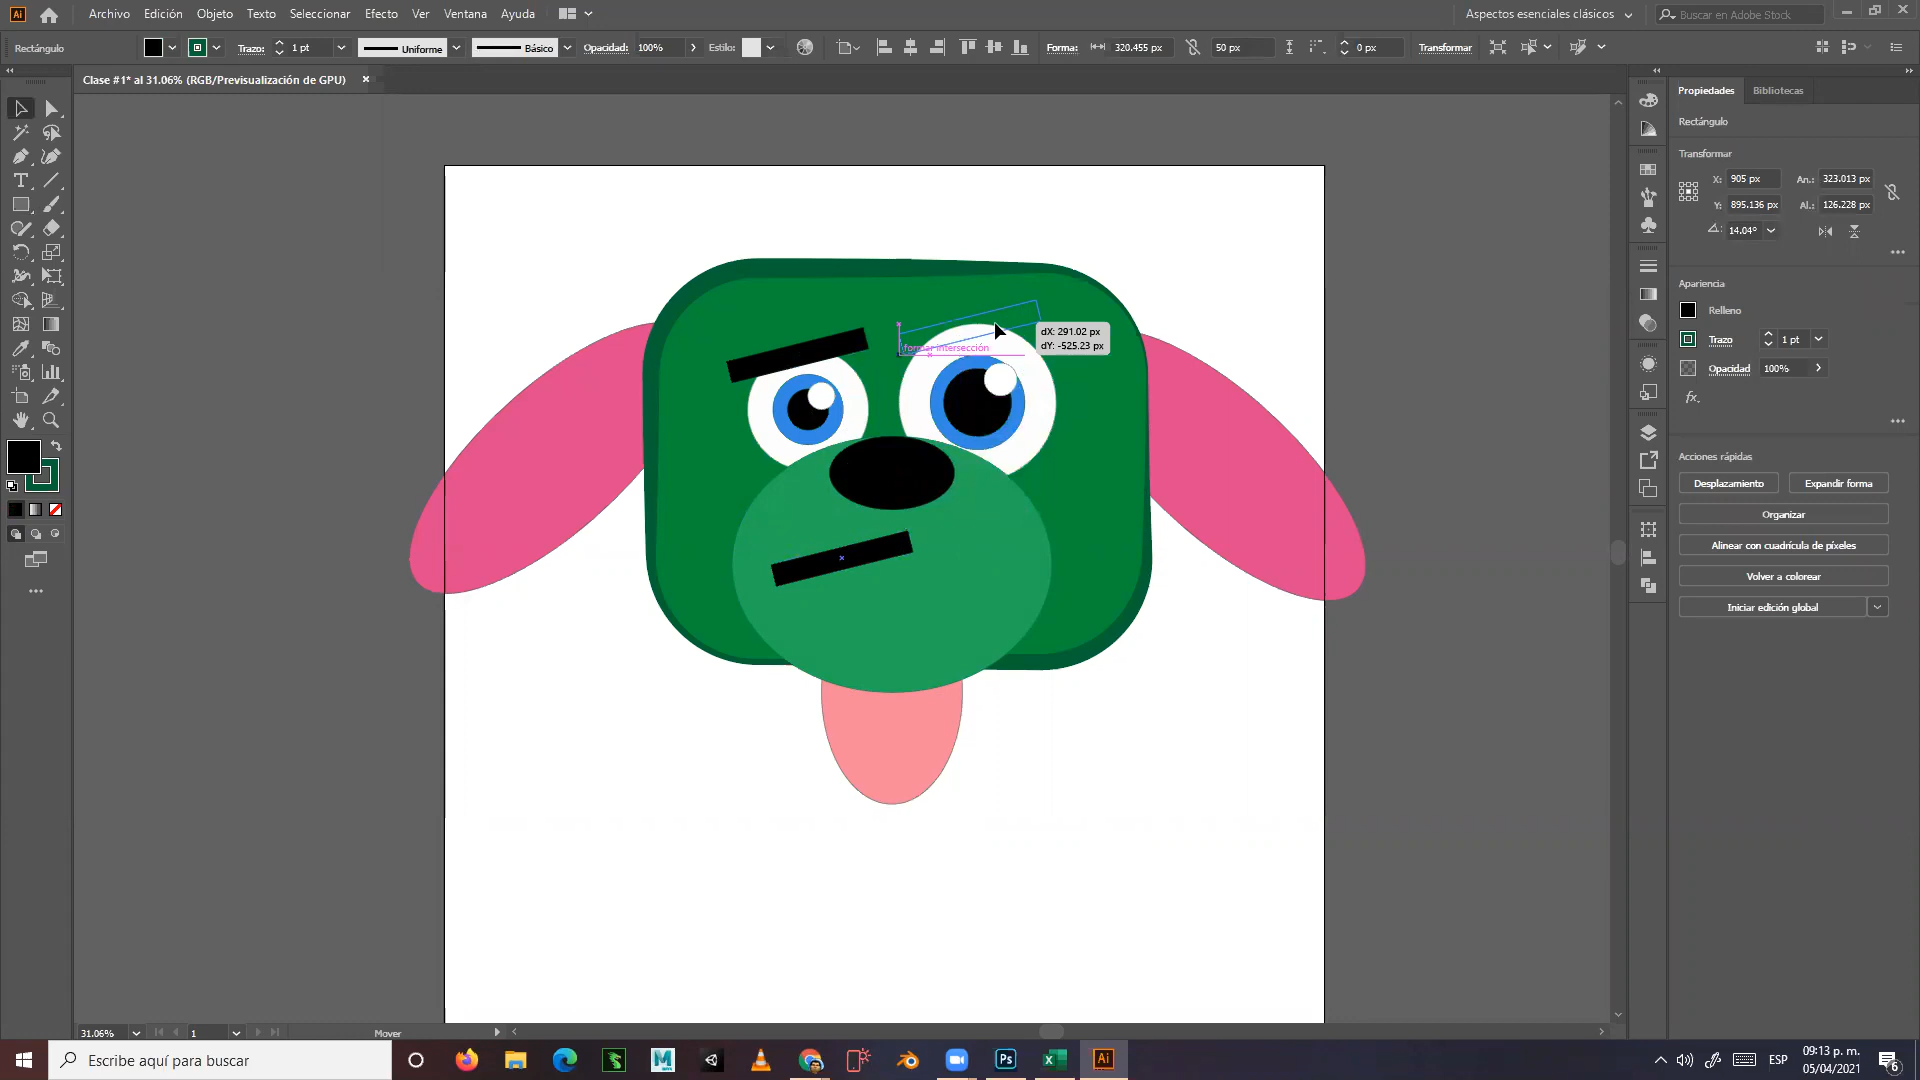 Ai Archivo Edición Objeto Texto Seleccionar Efecto Ver Ventana Ayuda Aspectos esenciales clásicos Buscar en Adobe Stock
Rectángulo Trazo: 1 pt Uniforme Básico Opacidad: 100% Estilo: Forma: 320.455 px 50 px 0 px Transformar
Clase #1* al 31.06% (RGB/Previsualización de GPU)
Propiedades Bibliotecas
Rectángulo
Transformar
X: 905 px An.: 323.013 px
Y: 895.136 px Al.: 126.228 px
14.04°
Apariencia
Relleno
Trazo 1 pt
Opacidad 100%
fx.
Acciones rápidas
Desplazamiento Expandir forma
Organizar
Alinear con cuadrícula de píxeles
Volver a colorear
Iniciar edición global
dX: 291.02 px
dY: -525.23 px
formar intersección
31.06% 1 Mover
Escribe aquí para buscar
Ps
Ai
ESP
09:13 p. m.
05/04/2021
6